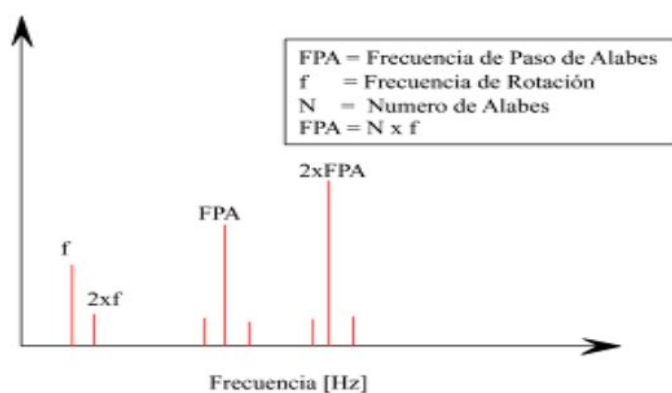 FPA = Frecuencia de Paso de Alabes
f = Frecuencia de Rotación
N = Numero de Alabes
FPA = N x f
2xFPA
FPA
f
2xf
Frecuencia [Hz]